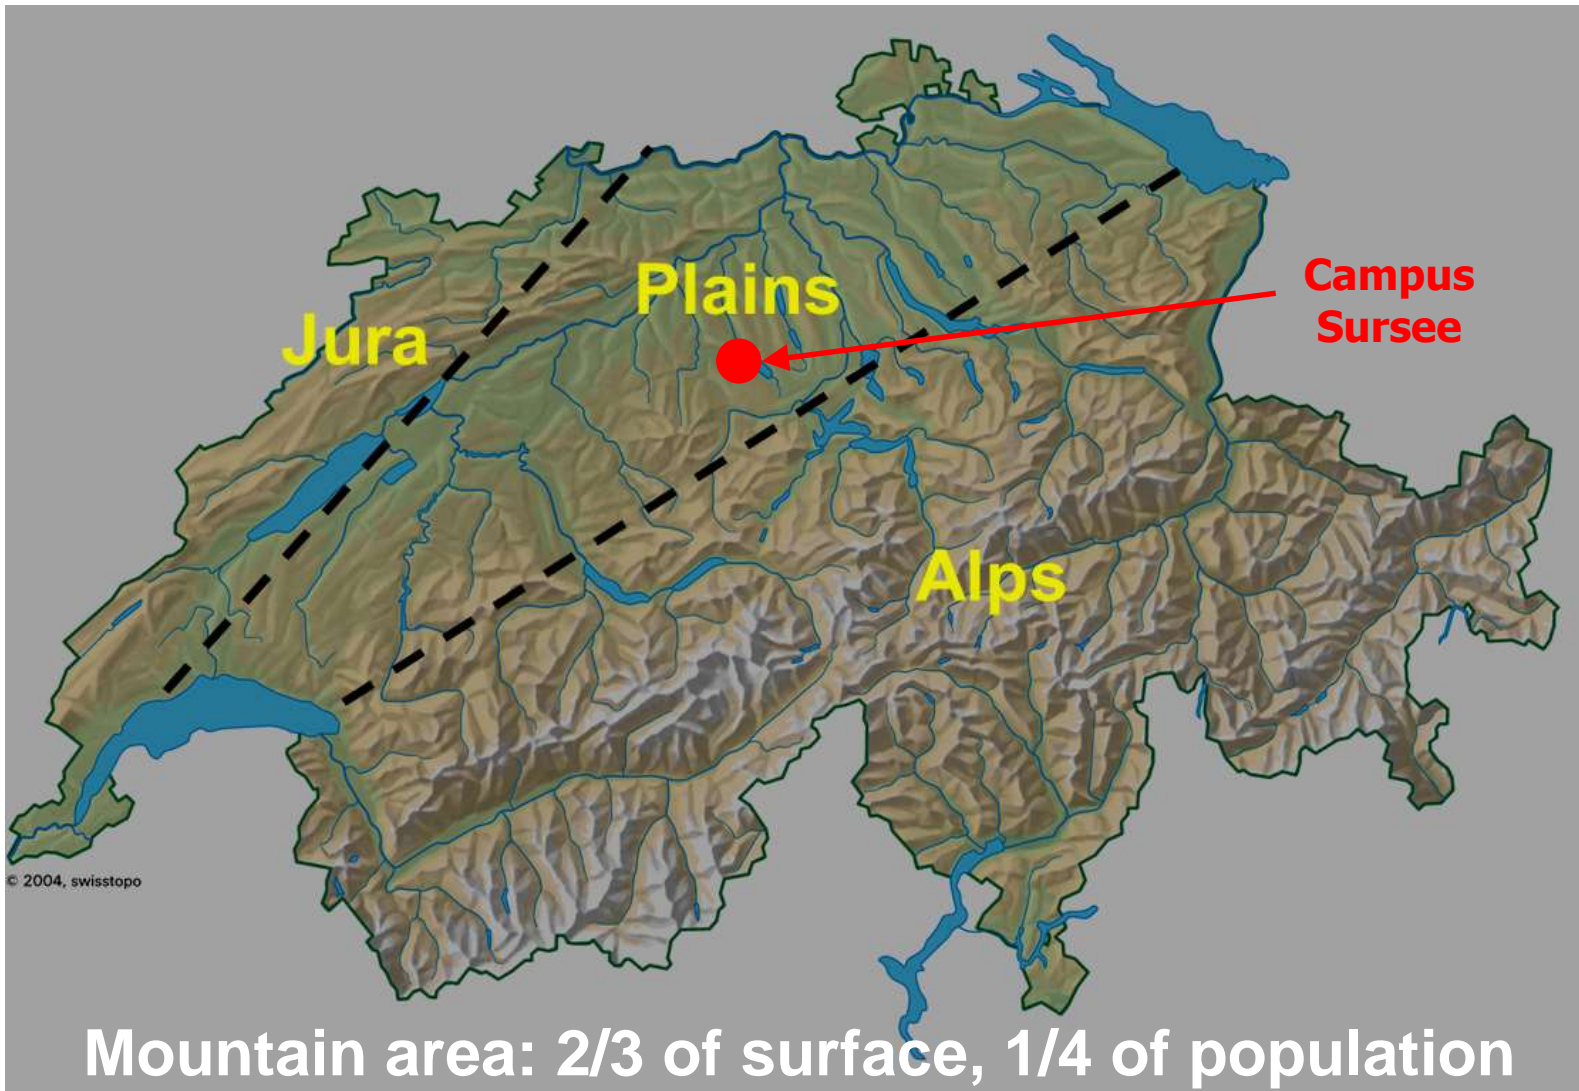 Plains
Campus
Sursee
Jura
Alps
© 2004, swisstopo
Mountain area: 2/3 of surface, 1/4 of population